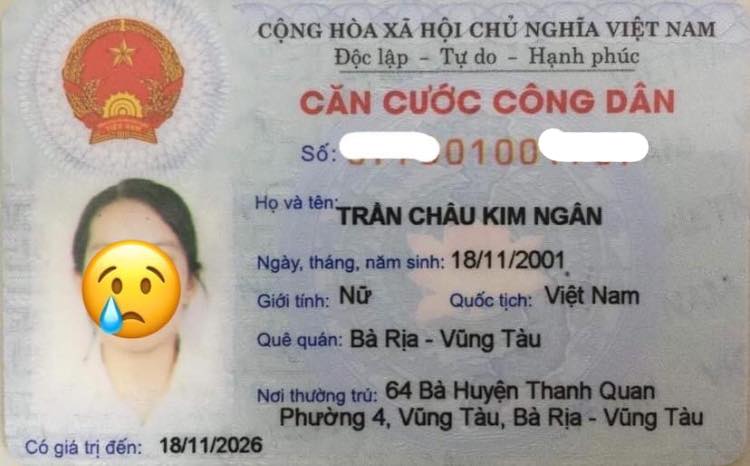 CỘNG HÒA XÃ HỘI CHỦ NGHĨA VIỆT NAM
Độc lập - Tự do - Hạnh phúc
CĂN CƯỚC CÔNG DÂN
Số:
Họ và tên: TRẦN CHÂU KIM NGÂN
Ngày, tháng, năm sinh: 18/11/2001
Giới tính: Nữ Quốc tịch: Việt Nam
Quê quán: Bà Rịa - Vũng Tàu
Nơi thường trú: 64 Bà Huyện Thanh Quan
Phường 4, Vũng Tàu, Bà Rịa - Vũng Tàu
Có giá trị đến: 18/11/2026